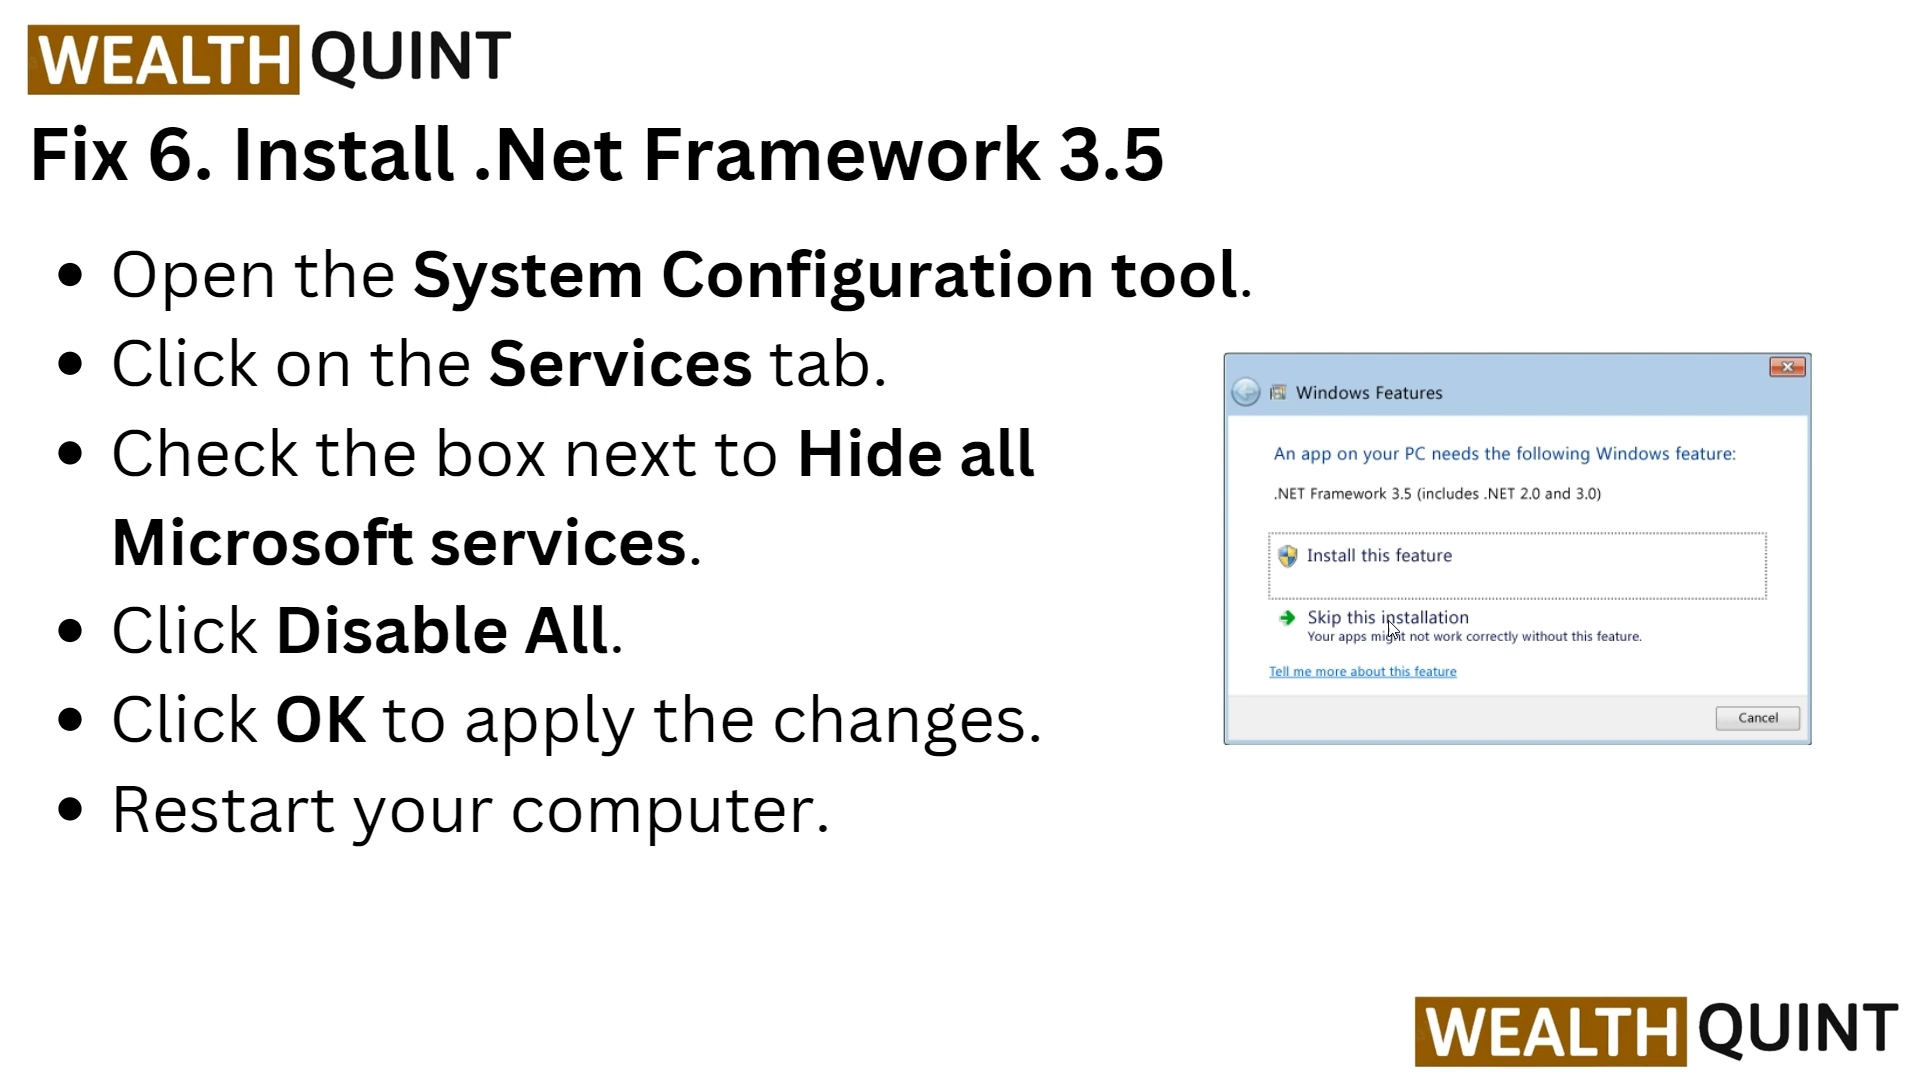 WEALTH QUINT
Fix 6. Install .Net Framework 3.5
• Open the System Configuration tool.
• Click on the Services tab.
• Check the box next to Hide all
Microsoft services.
• Click Disable All.
• Click OK to apply the changes.
• Restart your computer.
Windows Features
An app on your PC needs the following Windows feature:
.NET Framework 3.5 (includes .NET 2.0 and 3.0)
Install this feature
Skip this installation
Your apps might not work correctly without this feature.
Tell me more about this feature
Cancel
WEALTH QUINT